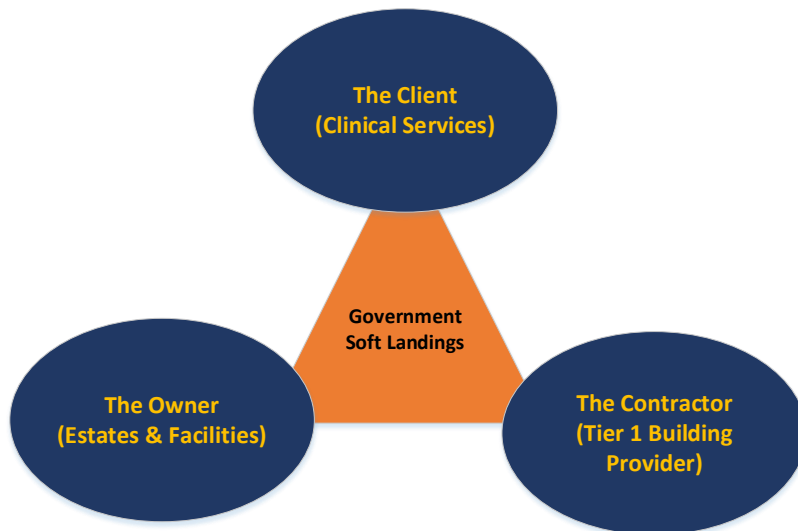 The Client
(Clinical Services)
Government
Soft Landings
The Owner
(Estates & Facilities)
The Contractor
(Tier 1 Building
Provider)